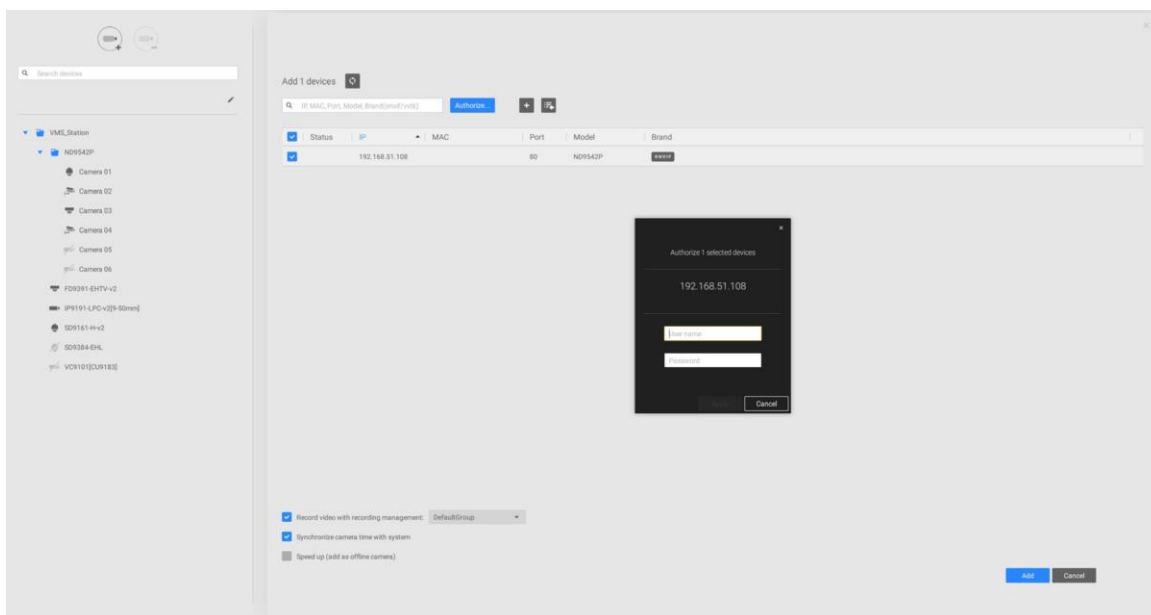 Search devices
VMS_Station
ND9542P
Camera 01
Camera 02
Camera 03
Camera 04
Camera 05
Camera 06
FD9391-EHTV-v2
IP9191-LPC-v2[9-50mm]
SD9161-H-v2
SD9384-EHL
VC9101[CU9183]
Add 1 devices
IP, MAC, Port, Model, Brand(onvif/vvtk)
Authorize...
Status IP MAC Port Model Brand
192.168.51.108 80 ND9542P
Authorize 1 selected devices
192.168.51.108
User name
Password
Cancel
Record video with recording management: DefaultGroup
Synchronize camera time with system
Speed up (add as offline camera)
Add Cancel